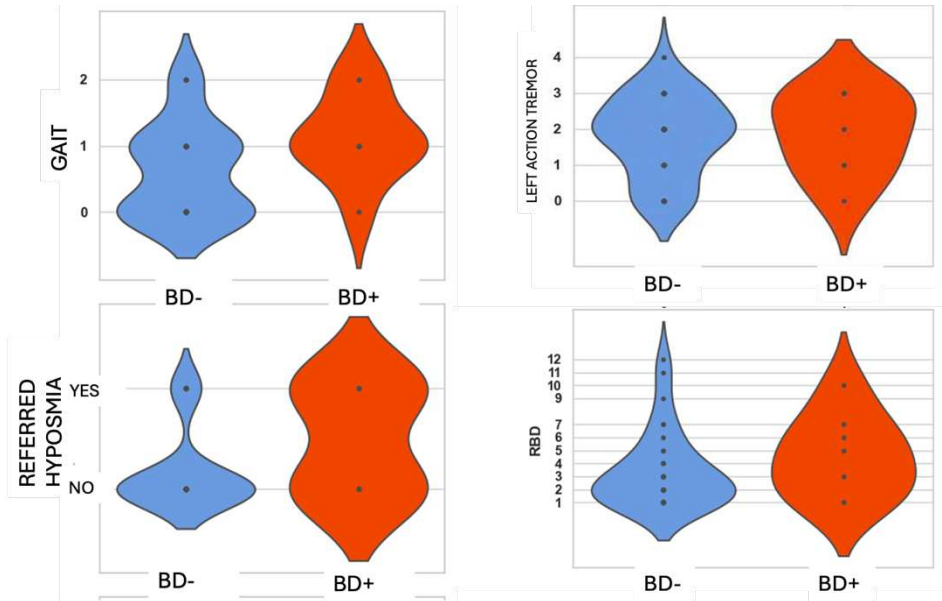 GAIT
2
1
0
BD-
BD+
LEFT ACTION TREMOR
4
3
2
1
0
BD-
BD+
REFERRED
HYPOSMIA
YES
NO
BD-
BD+
RBD
12
11
10
9
7
6
5
4
3
2
1
BD-
BD+